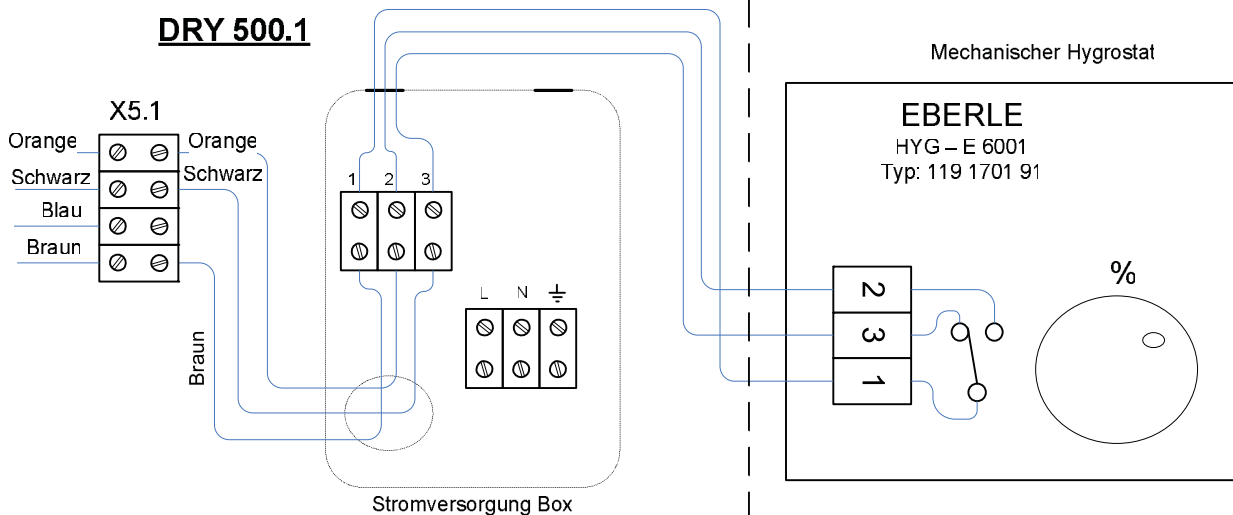 DRY 500.1
Mechanischer Hygrostat
X5.1
EBERLE
HYG – E 6001
Typ: 119 1701 91
Orange
Orange
Schwarz
Schwarz
Blau
Braun
Braun
1 2 3
L N
%
2
3
1
Stromversorgung Box